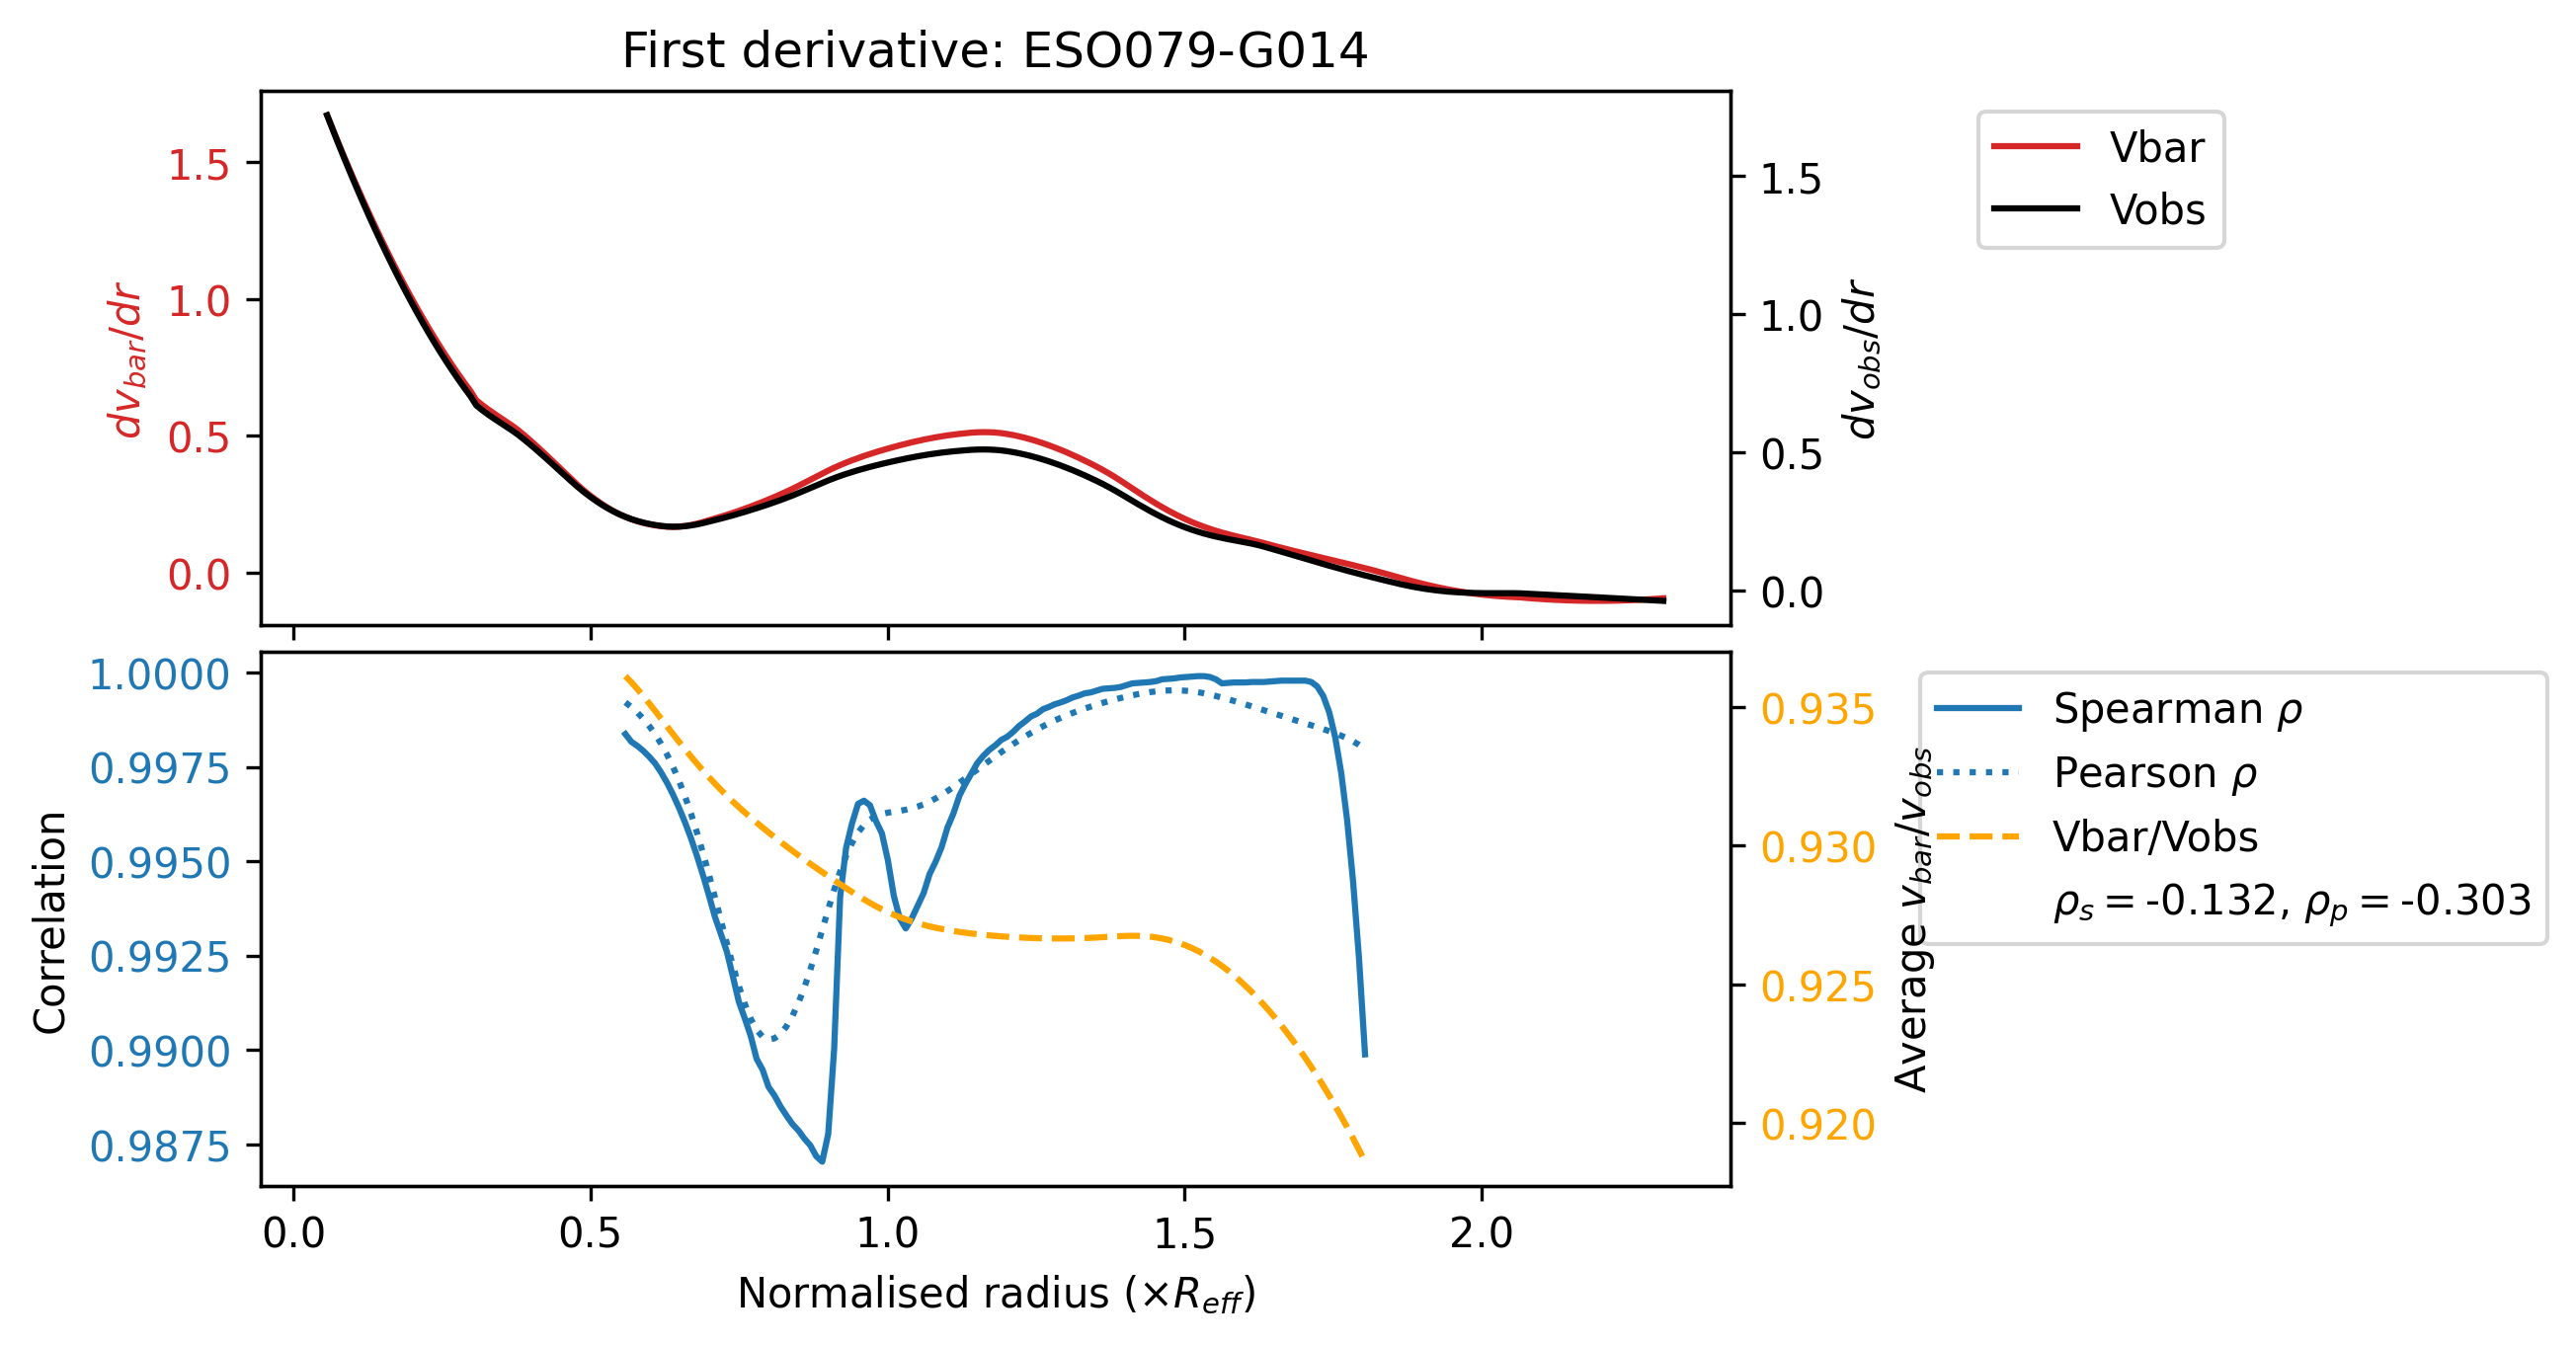 First derivative: ESO079-G014
1.5
1.0
0.5
0.0
dv_bar/dr
1.5
1.0
0.5
0.0
dv_obs/dr
Vbar
Vobs
1.0000
0.9975
0.9950
0.9925
0.9900
0.9875
Correlation
0.935
0.930
0.925
0.920
Average v_bar/v_obs
Spearman ρ
Pearson ρ
Vbar/Vobs
ρ_s = -0.132, ρ_p = -0.303
0.0 0.5 1.0 1.5 2.0
Normalised radius (×R_eff)